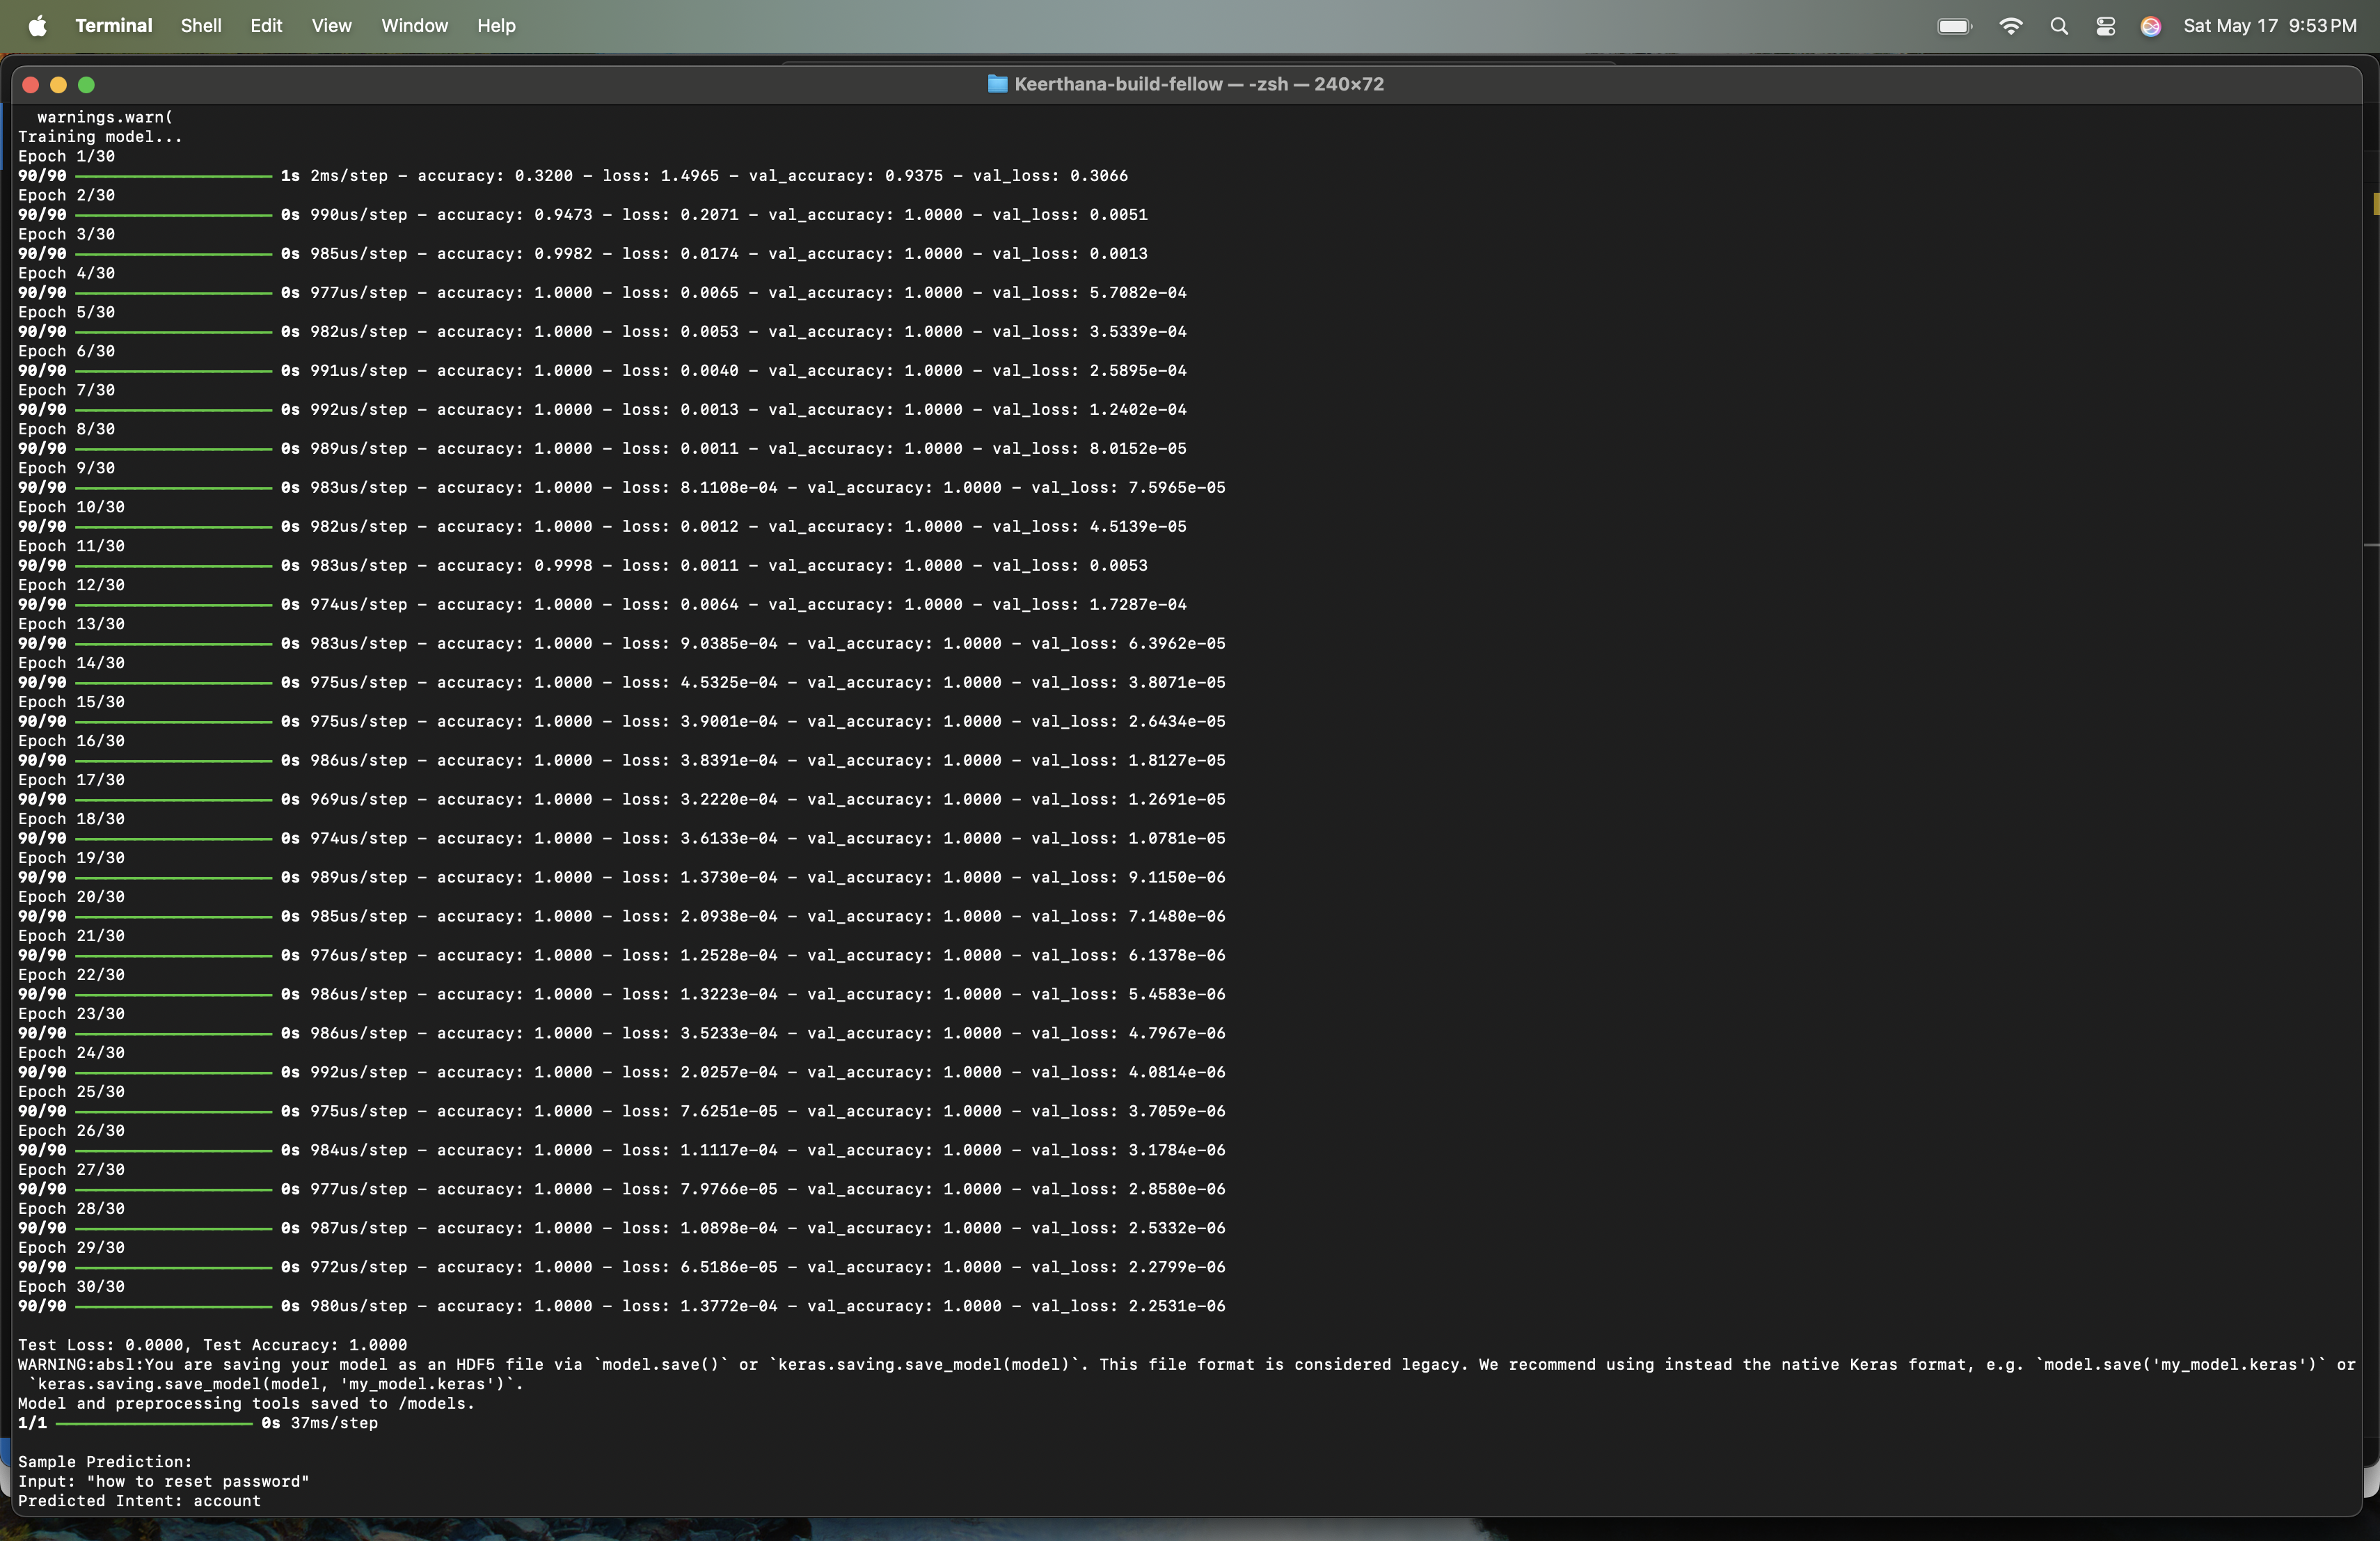 Terminal Shell Edit View Window Help Sat May 17 9:53 PM
Keerthana-build-fellow — -zsh — 240×72
warnings.warn(
Training model...
Epoch 1/30
90/90 ━━━━━━━━━━━━━━━━━━━━ 1s 2ms/step - accuracy: 0.3200 - loss: 1.4965 - val_accuracy: 0.9375 - val_loss: 0.3066
Epoch 2/30
90/90 ━━━━━━━━━━━━━━━━━━━━ 0s 990us/step - accuracy: 0.9473 - loss: 0.2071 - val_accuracy: 1.0000 - val_loss: 0.0051
Epoch 3/30
90/90 ━━━━━━━━━━━━━━━━━━━━ 0s 985us/step - accuracy: 0.9982 - loss: 0.0174 - val_accuracy: 1.0000 - val_loss: 0.0013
Epoch 4/30
90/90 ━━━━━━━━━━━━━━━━━━━━ 0s 977us/step - accuracy: 1.0000 - loss: 0.0065 - val_accuracy: 1.0000 - val_loss: 5.7082e-04
Epoch 5/30
90/90 ━━━━━━━━━━━━━━━━━━━━ 0s 982us/step - accuracy: 1.0000 - loss: 0.0053 - val_accuracy: 1.0000 - val_loss: 3.5339e-04
Epoch 6/30
90/90 ━━━━━━━━━━━━━━━━━━━━ 0s 991us/step - accuracy: 1.0000 - loss: 0.0040 - val_accuracy: 1.0000 - val_loss: 2.5895e-04
Epoch 7/30
90/90 ━━━━━━━━━━━━━━━━━━━━ 0s 992us/step - accuracy: 1.0000 - loss: 0.0013 - val_accuracy: 1.0000 - val_loss: 1.2402e-04
Epoch 8/30
90/90 ━━━━━━━━━━━━━━━━━━━━ 0s 989us/step - accuracy: 1.0000 - loss: 0.0011 - val_accuracy: 1.0000 - val_loss: 8.0152e-05
Epoch 9/30
90/90 ━━━━━━━━━━━━━━━━━━━━ 0s 983us/step - accuracy: 1.0000 - loss: 8.1108e-04 - val_accuracy: 1.0000 - val_loss: 7.5965e-05
Epoch 10/30
90/90 ━━━━━━━━━━━━━━━━━━━━ 0s 982us/step - accuracy: 1.0000 - loss: 0.0012 - val_accuracy: 1.0000 - val_loss: 4.5139e-05
Epoch 11/30
90/90 ━━━━━━━━━━━━━━━━━━━━ 0s 983us/step - accuracy: 0.9998 - loss: 0.0011 - val_accuracy: 1.0000 - val_loss: 0.0053
Epoch 12/30
90/90 ━━━━━━━━━━━━━━━━━━━━ 0s 974us/step - accuracy: 1.0000 - loss: 0.0064 - val_accuracy: 1.0000 - val_loss: 1.7287e-04
Epoch 13/30
90/90 ━━━━━━━━━━━━━━━━━━━━ 0s 983us/step - accuracy: 1.0000 - loss: 9.0385e-04 - val_accuracy: 1.0000 - val_loss: 6.3962e-05
Epoch 14/30
90/90 ━━━━━━━━━━━━━━━━━━━━ 0s 975us/step - accuracy: 1.0000 - loss: 4.5325e-04 - val_accuracy: 1.0000 - val_loss: 3.8071e-05
Epoch 15/30
90/90 ━━━━━━━━━━━━━━━━━━━━ 0s 975us/step - accuracy: 1.0000 - loss: 3.9001e-04 - val_accuracy: 1.0000 - val_loss: 2.6434e-05
Epoch 16/30
90/90 ━━━━━━━━━━━━━━━━━━━━ 0s 986us/step - accuracy: 1.0000 - loss: 3.8391e-04 - val_accuracy: 1.0000 - val_loss: 1.8127e-05
Epoch 17/30
90/90 ━━━━━━━━━━━━━━━━━━━━ 0s 969us/step - accuracy: 1.0000 - loss: 3.2220e-04 - val_accuracy: 1.0000 - val_loss: 1.2691e-05
Epoch 18/30
90/90 ━━━━━━━━━━━━━━━━━━━━ 0s 974us/step - accuracy: 1.0000 - loss: 3.6133e-04 - val_accuracy: 1.0000 - val_loss: 1.0781e-05
Epoch 19/30
90/90 ━━━━━━━━━━━━━━━━━━━━ 0s 989us/step - accuracy: 1.0000 - loss: 1.3730e-04 - val_accuracy: 1.0000 - val_loss: 9.1150e-06
Epoch 20/30
90/90 ━━━━━━━━━━━━━━━━━━━━ 0s 985us/step - accuracy: 1.0000 - loss: 2.0938e-04 - val_accuracy: 1.0000 - val_loss: 7.1480e-06
Epoch 21/30
90/90 ━━━━━━━━━━━━━━━━━━━━ 0s 976us/step - accuracy: 1.0000 - loss: 1.2528e-04 - val_accuracy: 1.0000 - val_loss: 6.1378e-06
Epoch 22/30
90/90 ━━━━━━━━━━━━━━━━━━━━ 0s 986us/step - accuracy: 1.0000 - loss: 1.3223e-04 - val_accuracy: 1.0000 - val_loss: 5.4583e-06
Epoch 23/30
90/90 ━━━━━━━━━━━━━━━━━━━━ 0s 986us/step - accuracy: 1.0000 - loss: 3.5233e-04 - val_accuracy: 1.0000 - val_loss: 4.7967e-06
Epoch 24/30
90/90 ━━━━━━━━━━━━━━━━━━━━ 0s 992us/step - accuracy: 1.0000 - loss: 2.0257e-04 - val_accuracy: 1.0000 - val_loss: 4.0814e-06
Epoch 25/30
90/90 ━━━━━━━━━━━━━━━━━━━━ 0s 975us/step - accuracy: 1.0000 - loss: 7.6251e-05 - val_accuracy: 1.0000 - val_loss: 3.7059e-06
Epoch 26/30
90/90 ━━━━━━━━━━━━━━━━━━━━ 0s 984us/step - accuracy: 1.0000 - loss: 1.1117e-04 - val_accuracy: 1.0000 - val_loss: 3.1784e-06
Epoch 27/30
90/90 ━━━━━━━━━━━━━━━━━━━━ 0s 977us/step - accuracy: 1.0000 - loss: 7.9766e-05 - val_accuracy: 1.0000 - val_loss: 2.8580e-06
Epoch 28/30
90/90 ━━━━━━━━━━━━━━━━━━━━ 0s 987us/step - accuracy: 1.0000 - loss: 1.0898e-04 - val_accuracy: 1.0000 - val_loss: 2.5332e-06
Epoch 29/30
90/90 ━━━━━━━━━━━━━━━━━━━━ 0s 972us/step - accuracy: 1.0000 - loss: 6.5186e-05 - val_accuracy: 1.0000 - val_loss: 2.2799e-06
Epoch 30/30
90/90 ━━━━━━━━━━━━━━━━━━━━ 0s 980us/step - accuracy: 1.0000 - loss: 1.3772e-04 - val_accuracy: 1.0000 - val_loss: 2.2531e-06
Test Loss: 0.0000, Test Accuracy: 1.0000
WARNING:absl:You are saving your model as an HDF5 file via `model.save()` or `keras.saving.save_model(model)`. This file format is considered legacy. We recommend using instead the native Keras format, e.g. `model.save('my_model.keras')` or
`keras.saving.save_model(model, 'my_model.keras')`.
Model and preprocessing tools saved to /models.
1/1 ━━━━━━━━━━━━━━━━━━━━ 0s 37ms/step
Sample Prediction:
Input: "how to reset password"
Predicted Intent: account